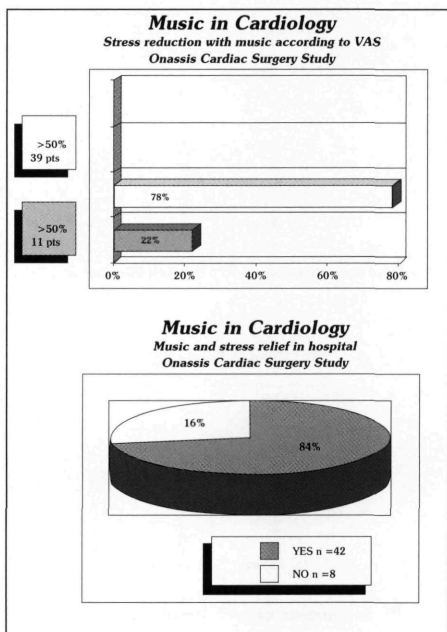 Music in Cardiology
Stress reduction with music according to VAS
Onassis Cardiac Surgery Study
>50%
39 pts
78%
>50%
11 pts
22%
0%
20%
40%
60%
80%
Music in Cardiology
Music and stress relief in hospital
Onassis Cardiac Surgery Study
16%
84%
YES n =42
NO n =8